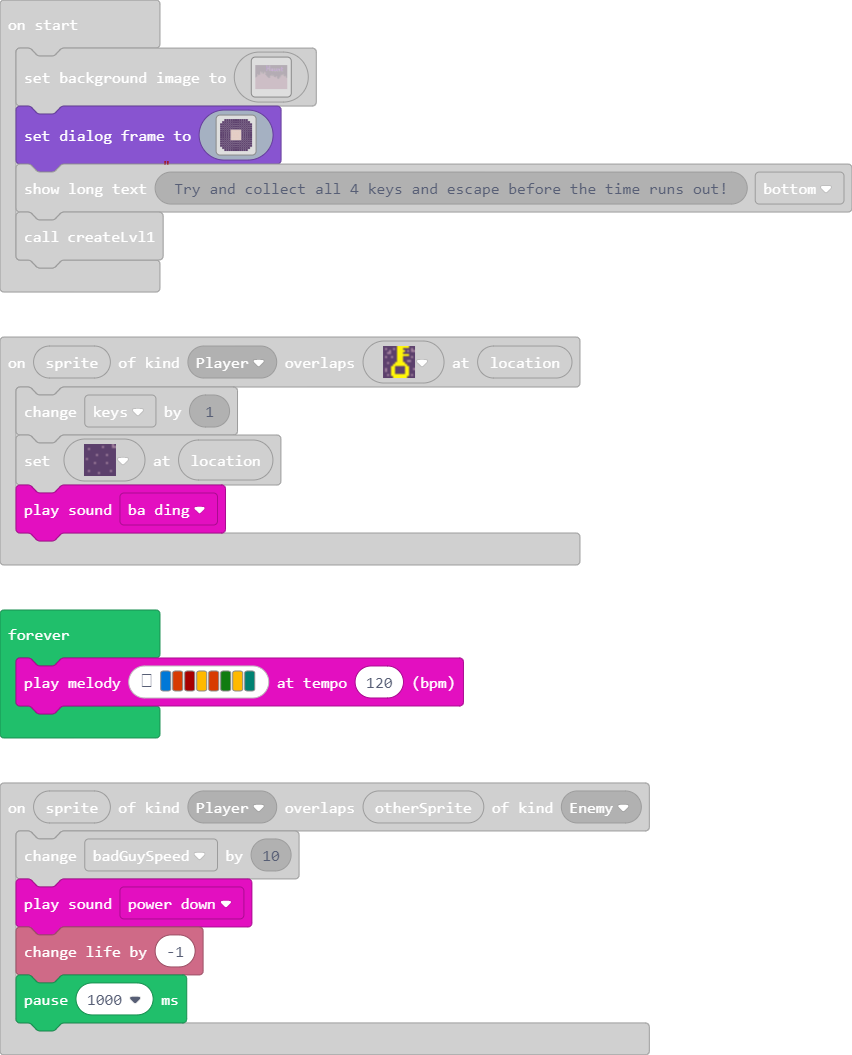 on start
set background image to
set dialog frame to
show long text Try and collect all 4 keys and escape before the time runs out! bottom
call createLvl1
on sprite of kind Player overlaps at location
change keys by 1
set at location
play sound ba ding
forever
play melody at tempo 120 (bpm)
on sprite of kind Player overlaps otherSprite of kind Enemy
change badGuySpeed by 10
play sound power down
change life by -1
pause 1000 ms